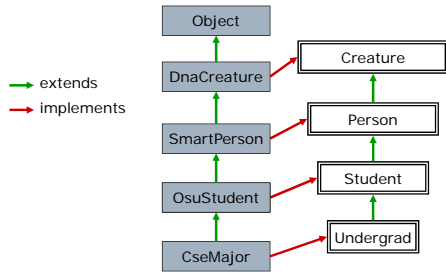 Object
DnaCreature
Creature
extends
implements
SmartPerson
Person
OsuStudent
Student
CseMajor
Undergrad